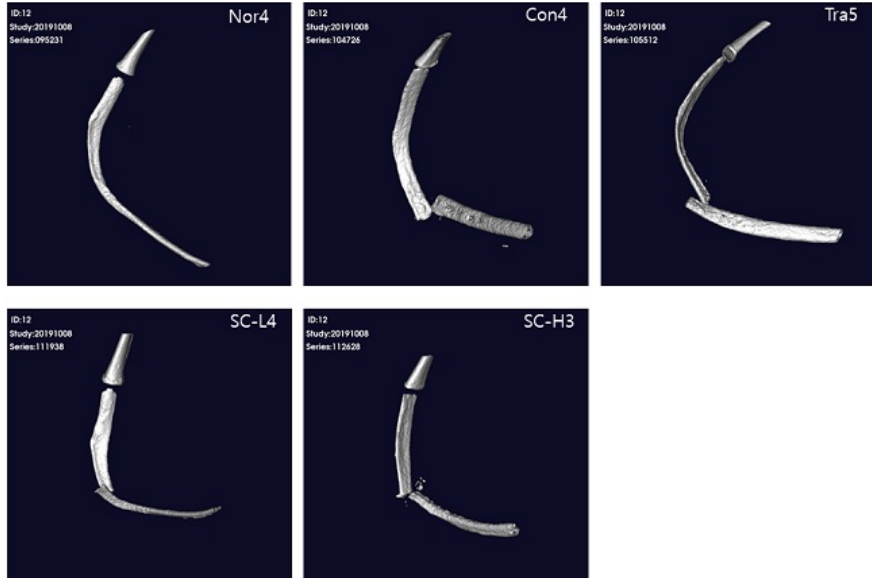 ID:12
Study:20191008
Series:095231
Nor4
ID:12
Study:20191008
Series:104726
Con4
ID:12
Study:20191008
Series:105512
Tra5
ID:12
Study:20191008
Series:111938
SC-L4
ID:12
Study:20191008
Series:112628
SC-H3